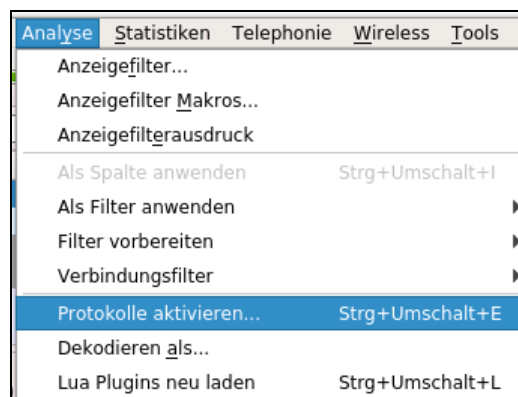 Analyse Statistiken Telephonie Wireless Tools
Anzeigefilter...
Anzeigefilter Makros...
Anzeigefilterausdruck
Als Spalte anwenden Strg+Umschalt+I
Als Filter anwenden
Filter vorbereiten
Verbindungsfilter
Protokolle aktivieren... Strg+Umschalt+E
Dekodieren als...
Lua Plugins neu laden Strg+Umschalt+L